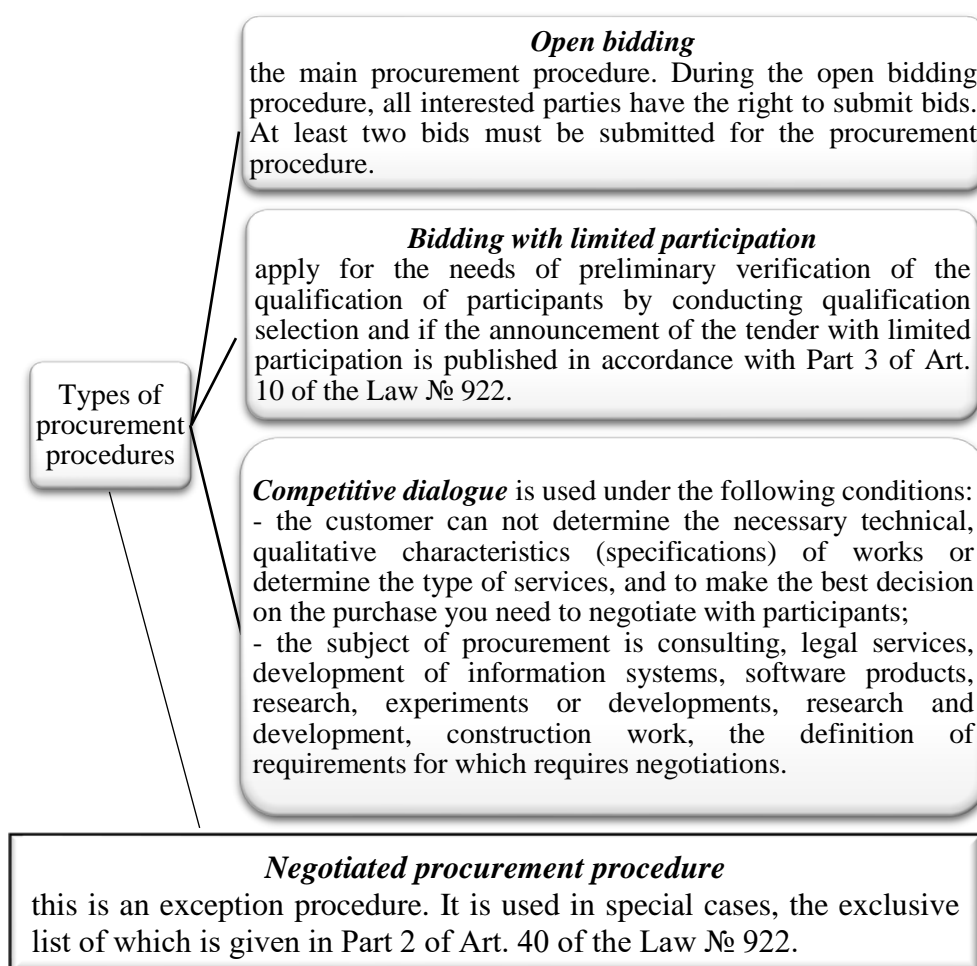 Open bidding
the main procurement procedure. During the open bidding
procedure, all interested parties have the right to submit bids.
At least two bids must be submitted for the procurement
procedure.
Bidding with limited participation
apply for the needs of preliminary verification of the
qualification of participants by conducting qualification
selection and if the announcement of the tender with limited
participation is published in accordance with Part 3 of Art.
10 of the Law № 922.
Types of
procurement
procedures
Competitive dialogue is used under the following conditions:
- the customer can not determine the necessary technical,
qualitative characteristics (specifications) of works or
determine the type of services, and to make the best decision
on the purchase you need to negotiate with participants;
- the subject of procurement is consulting, legal services,
development of information systems, software products,
research, experiments or developments, research and
development, construction work, the definition of
requirements for which requires negotiations.
Negotiated procurement procedure
this is an exception procedure. It is used in special cases, the exclusive
list of which is given in Part 2 of Art. 40 of the Law № 922.